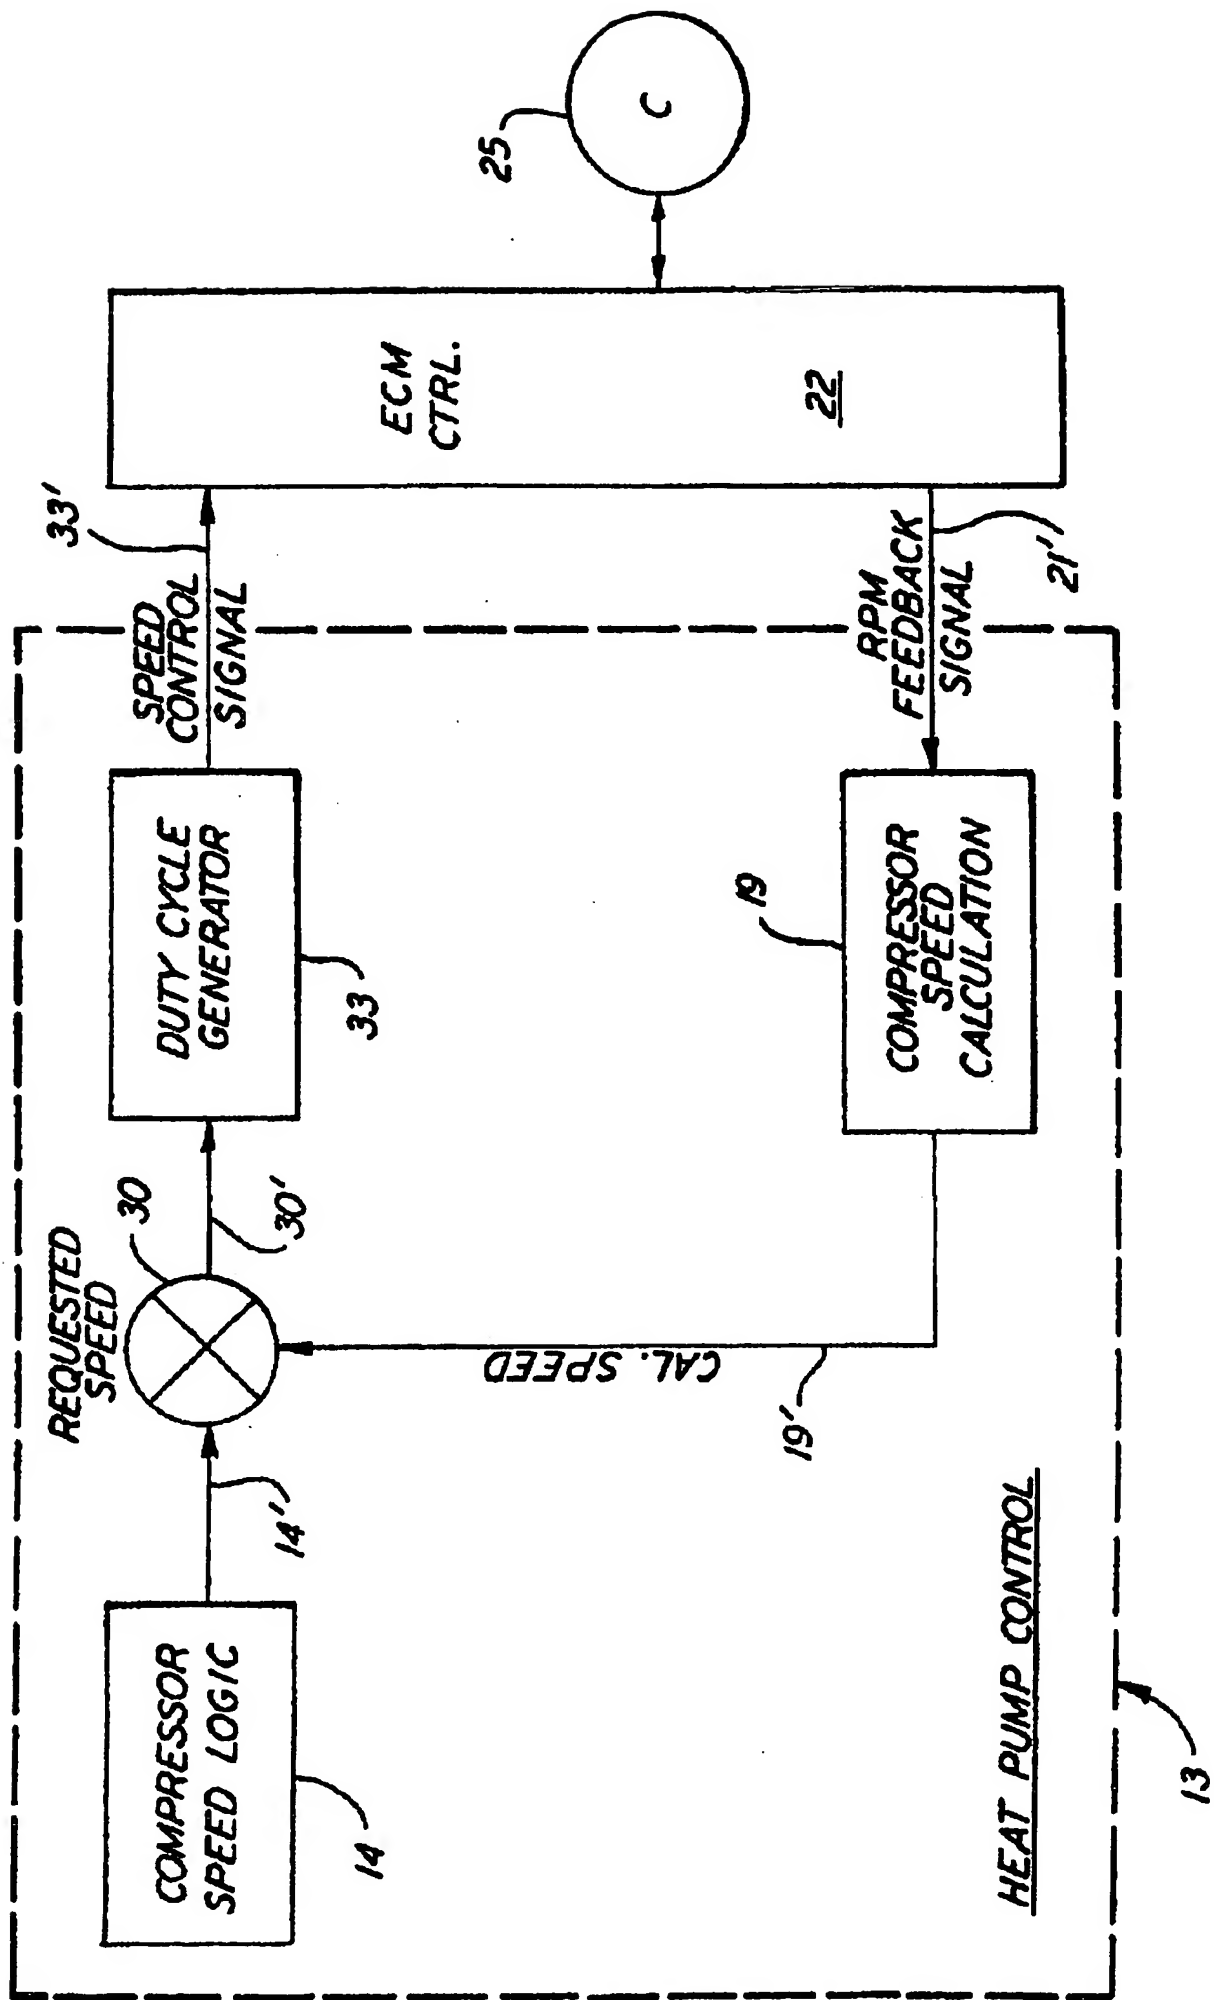 REQUESTED
SPEED
30
30'
14'
COMPRESSOR
SPEED LOGIC
14
DUTY CYCLE
GENERATOR
33
SPEED
CONTROL
SIGNAL
33'
ECM
CTRL.
22
25
C
RPM
FEEDBACK
SIGNAL
21'
COMPRESSOR
SPEED
CALCULATION
19
CAL. SPEED
19'
HEAT PUMP CONTROL
13